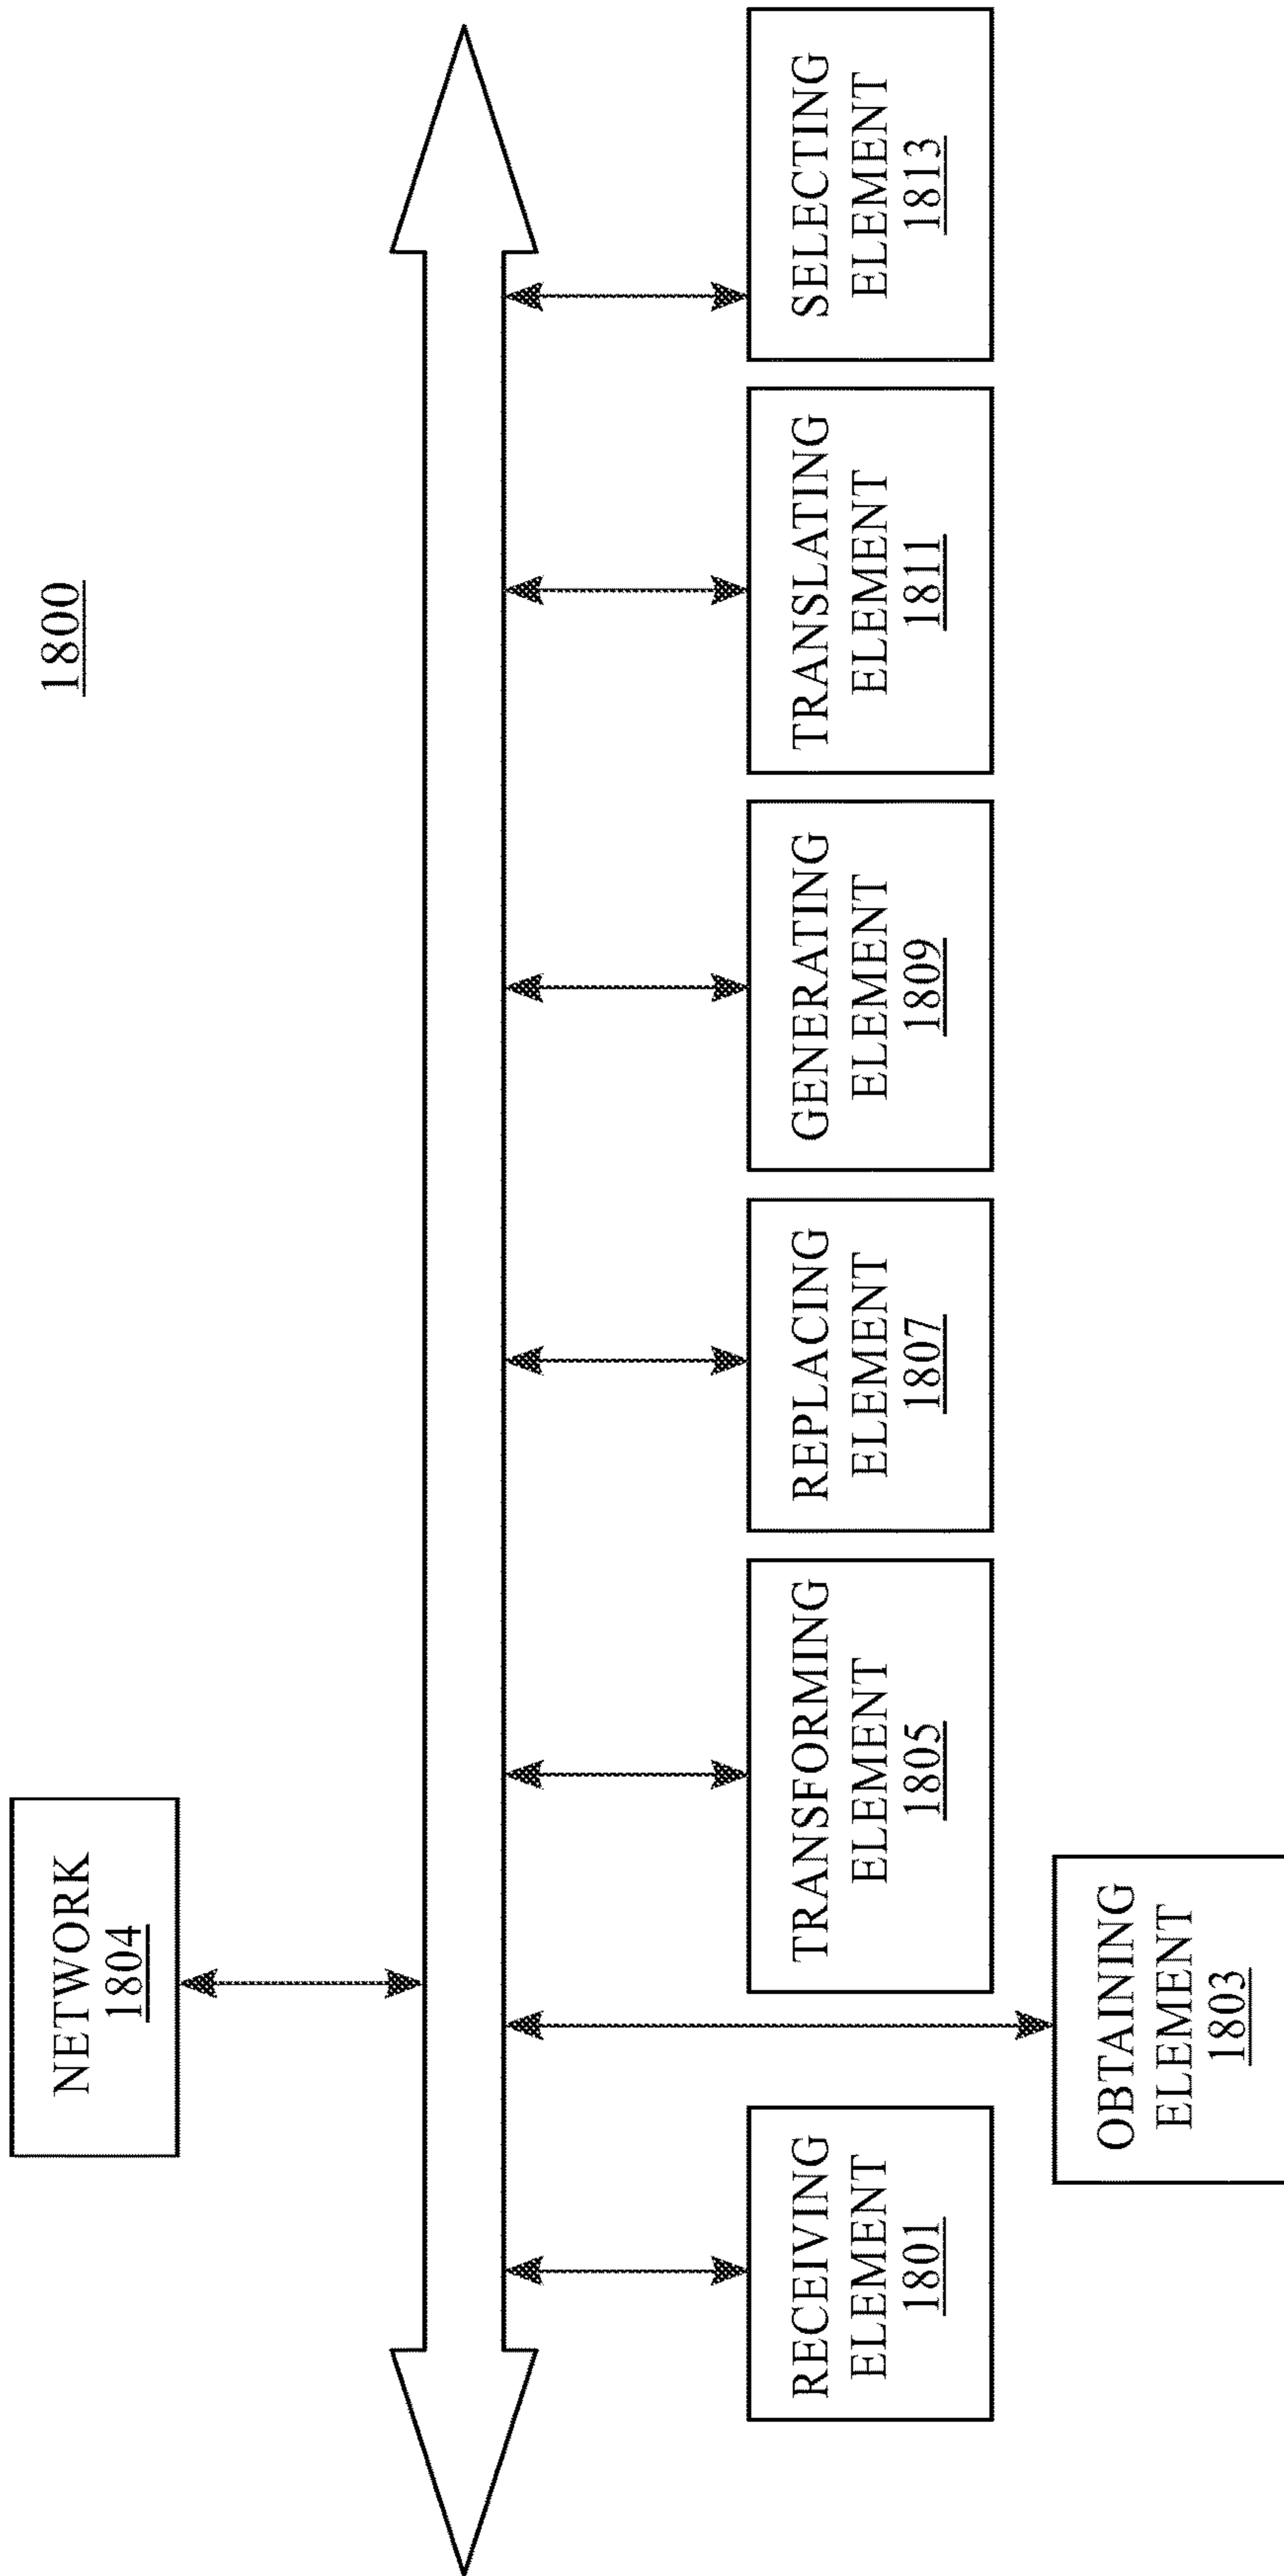 1800
NETWORK
1804
RECEIVING
ELEMENT
1801
OBTAINING
ELEMENT
1803
TRANSFORMING
ELEMENT
1805
REPLACING
ELEMENT
1807
GENERATING
ELEMENT
1809
TRANSLATING
ELEMENT
1811
SELECTING
ELEMENT
1813